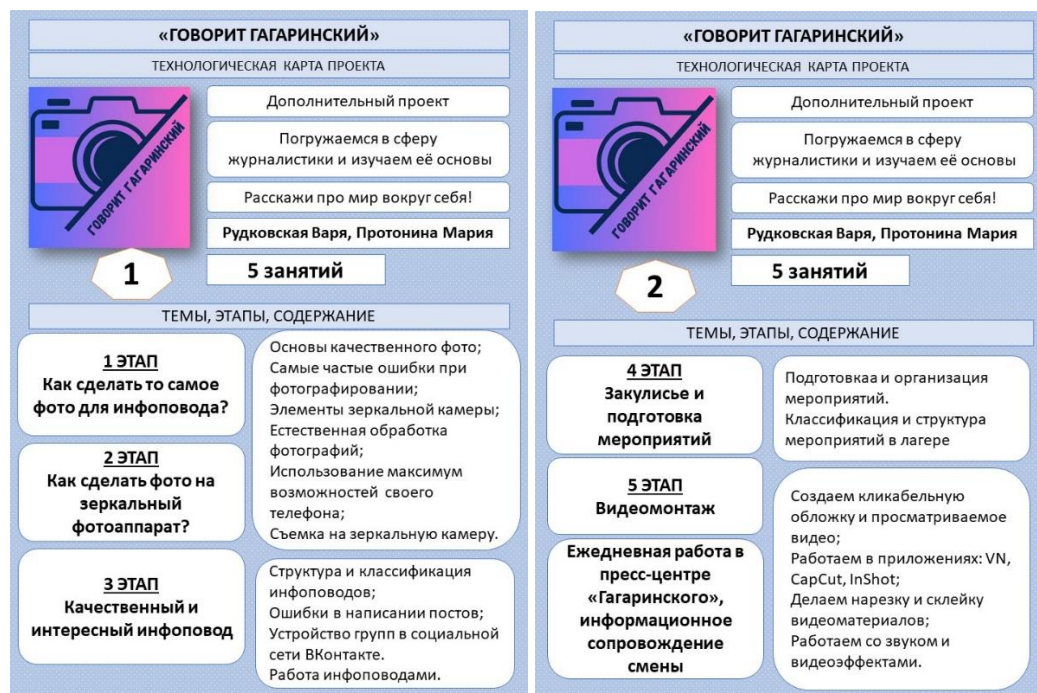 «ГОВОРИТ ГАГАРИНСКИЙ»
ТЕХНОЛОГИЧЕСКАЯ КАРТА ПРОЕКТА
ГОВОРИТ ГАГАРИНСКИЙ
Дополнительный проект
Погружаемся в сферу
журналистики и изучаем её основы
Расскажи про мир вокруг себя!
Рудковская Варя, Протонина Мария
1
5 занятий
ТЕМЫ, ЭТАПЫ, СОДЕРЖАНИЕ
1 ЭТАП
Как сделать то самое
фото для инфоповода?
2 ЭТАП
Как сделать фото на
зеркальный
фотоаппарат?
Основы качественного фото;
Самые частые ошибки при
фотографировании;
Элементы зеркальной камеры;
Естественная обработка
фотографий;
Использование максимум
возможностей своего
телефона;
Съемка на зеркальную камеру.
3 ЭТАП
Качественный и
интересный инфоповод
Структура и классификация
инфоповодов;
Ошибки в написании постов;
Устройство групп в социальной
сети ВКонтакте.
Работа инфоповодами.
«ГОВОРИТ ГАГАРИНСКИЙ»
ТЕХНОЛОГИЧЕСКАЯ КАРТА ПРОЕКТА
ГОВОРИТ ГАГАРИНСКИЙ
Дополнительный проект
Погружаемся в сферу
журналистики и изучаем её основы
Расскажи про мир вокруг себя!
Рудковская Варя, Протонина Мария
2
5 занятий
ТЕМЫ, ЭТАПЫ, СОДЕРЖАНИЕ
4 ЭТАП
Закулисье и
подготовка
мероприятий
Подготовкаа и организация
мероприятий.
Классификация и структура
мероприятий в лагере
5 ЭТАП
Видеомонтаж
Ежедневная работа в
пресс-центре
«Гагаринского»,
информационное
сопровождение
смены
Создаем кликабельную
обложку и просматриваемое
видео;
Работаем в приложениях: VN,
CapCut, InShot;
Делаем нарезку и склейку
видеоматериалов;
Работаем со звуком и
видеоэффектами.